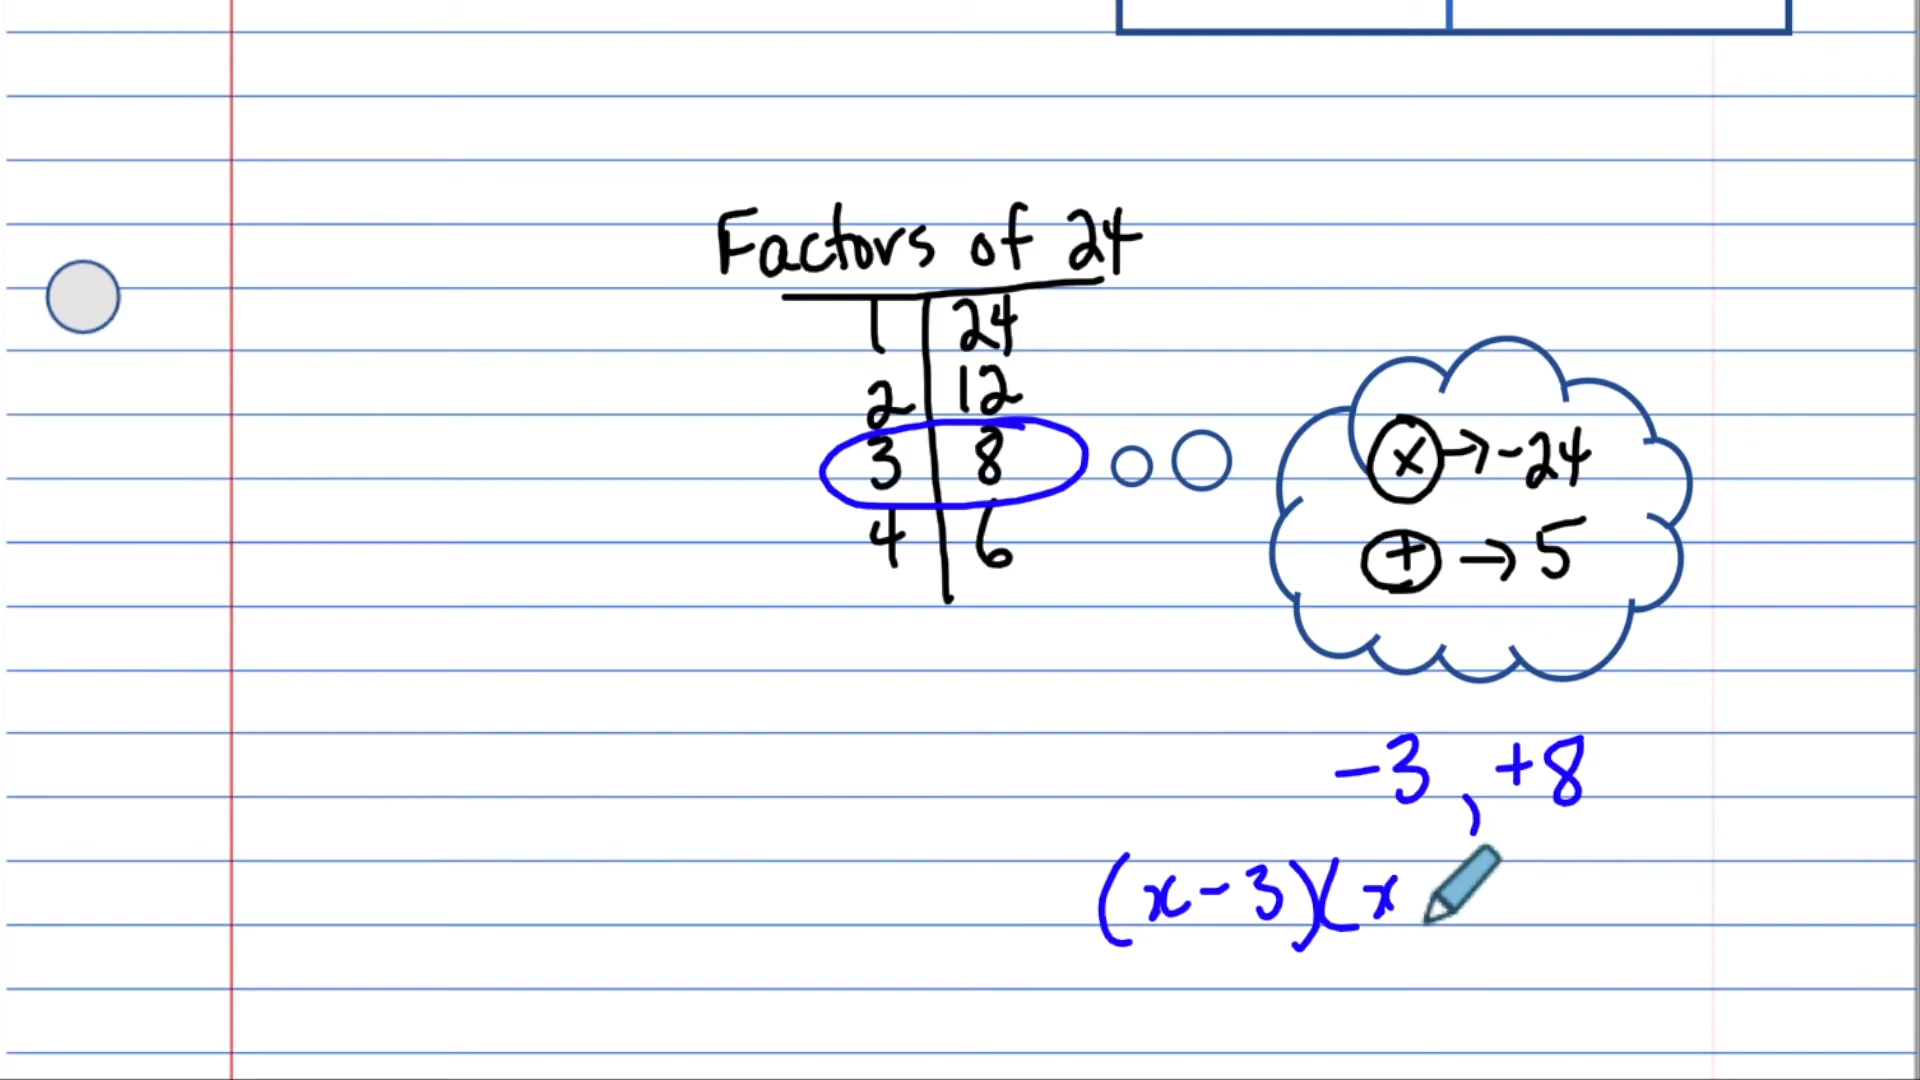 Factors of 24
1 24
2 12
3 8
4 6
x → -24
+ → 5
-3, +8
(x-3)(x